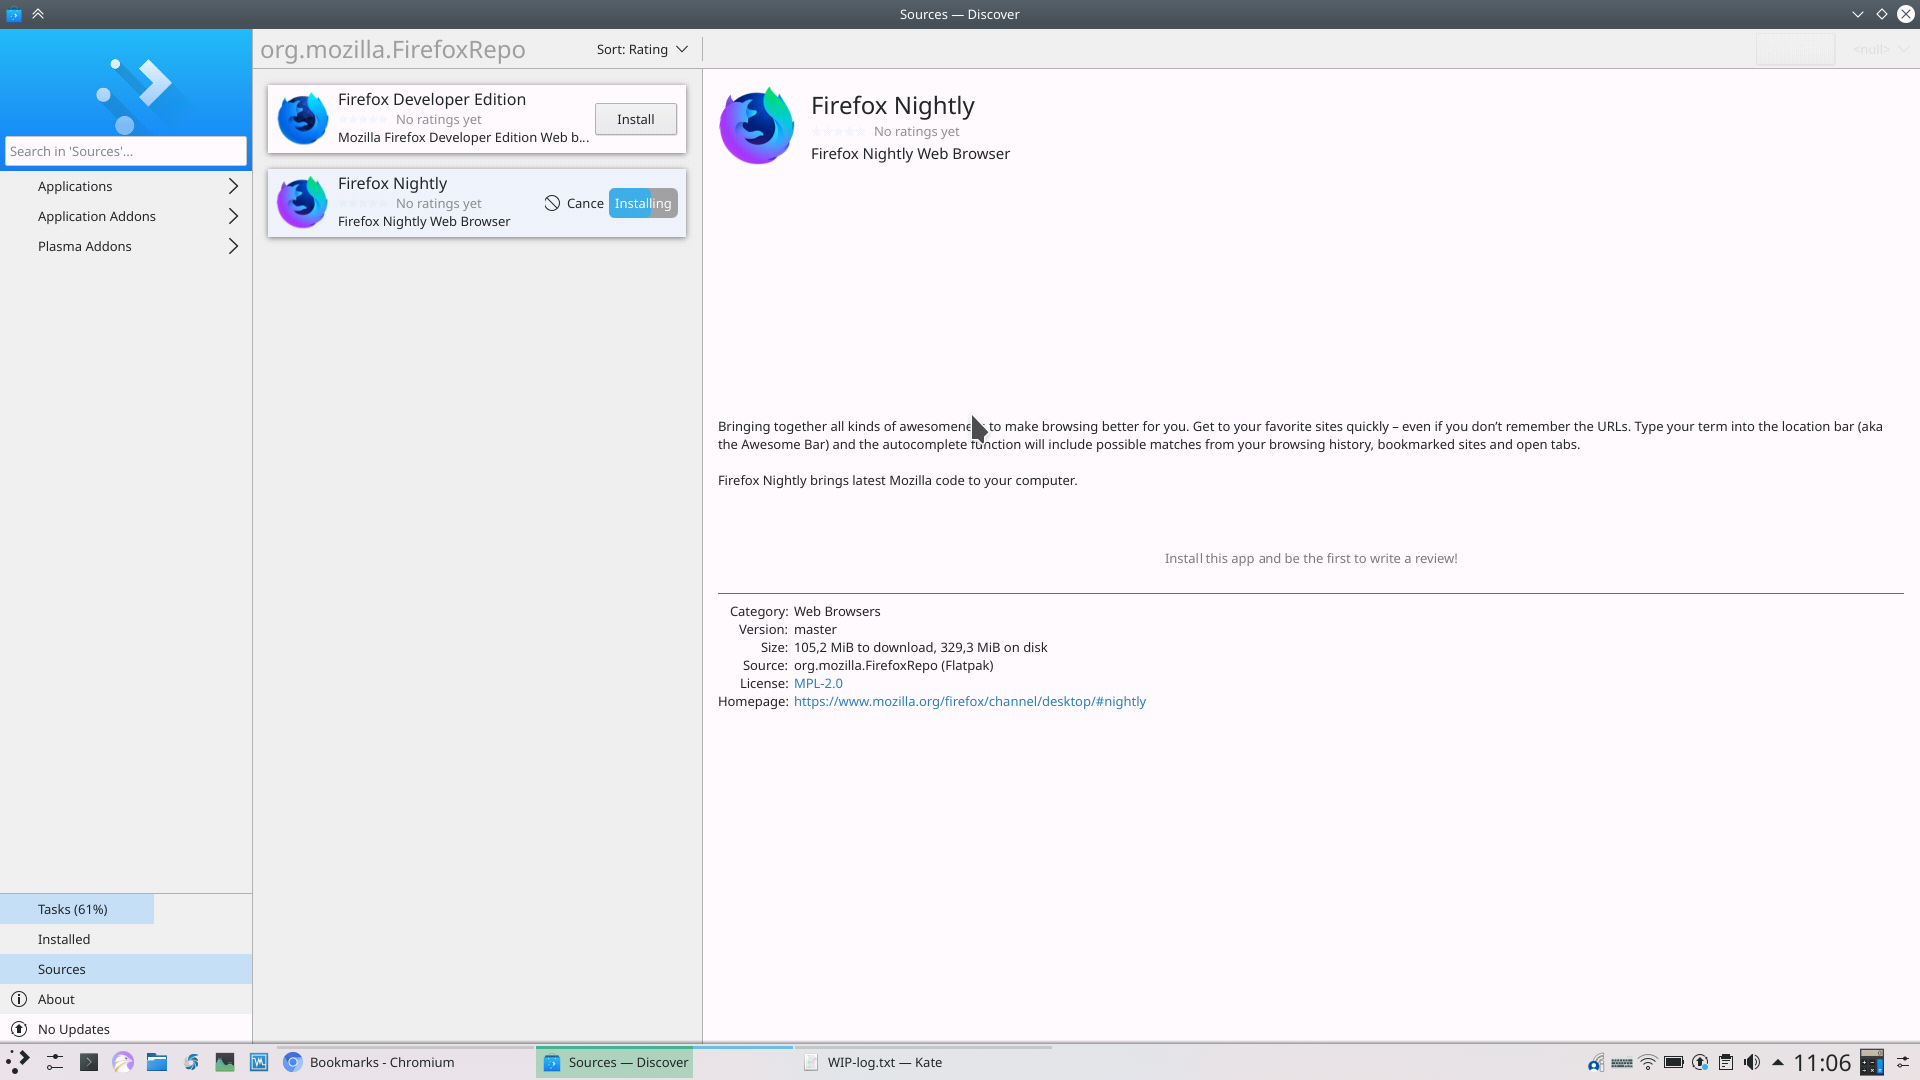 Sources — Discover
org.mozilla.FirefoxRepo
Sort: Rating
<null>
Search in 'Sources'...
Applications
Application Addons
Plasma Addons
Tasks (61%)
Installed
Sources
About
No Updates
Firefox Developer Edition
No ratings yet
Mozilla Firefox Developer Edition Web b...
Install
Firefox Nightly
No ratings yet
Firefox Nightly Web Browser
Cance
Installing
Firefox Nightly
No ratings yet
Firefox Nightly Web Browser
Bringing together all kinds of awesomene to make browsing better for you. Get to your favorite sites quickly – even if you don’t remember the URLs. Type your term into the location bar (aka
the Awesome Bar) and the autocomplete function will include possible matches from your browsing history, bookmarked sites and open tabs.
Firefox Nightly brings latest Mozilla code to your computer.
Install this app and be the first to write a review!
Category: Web Browsers
Version: master
Size: 105,2 MiB to download, 329,3 MiB on disk
Source: org.mozilla.FirefoxRepo (Flatpak)
License: MPL-2.0
Homepage: https://www.mozilla.org/firefox/channel/desktop/#nightly
Bookmarks - Chromium
Sources — Discover
WIP-log.txt — Kate
11:06